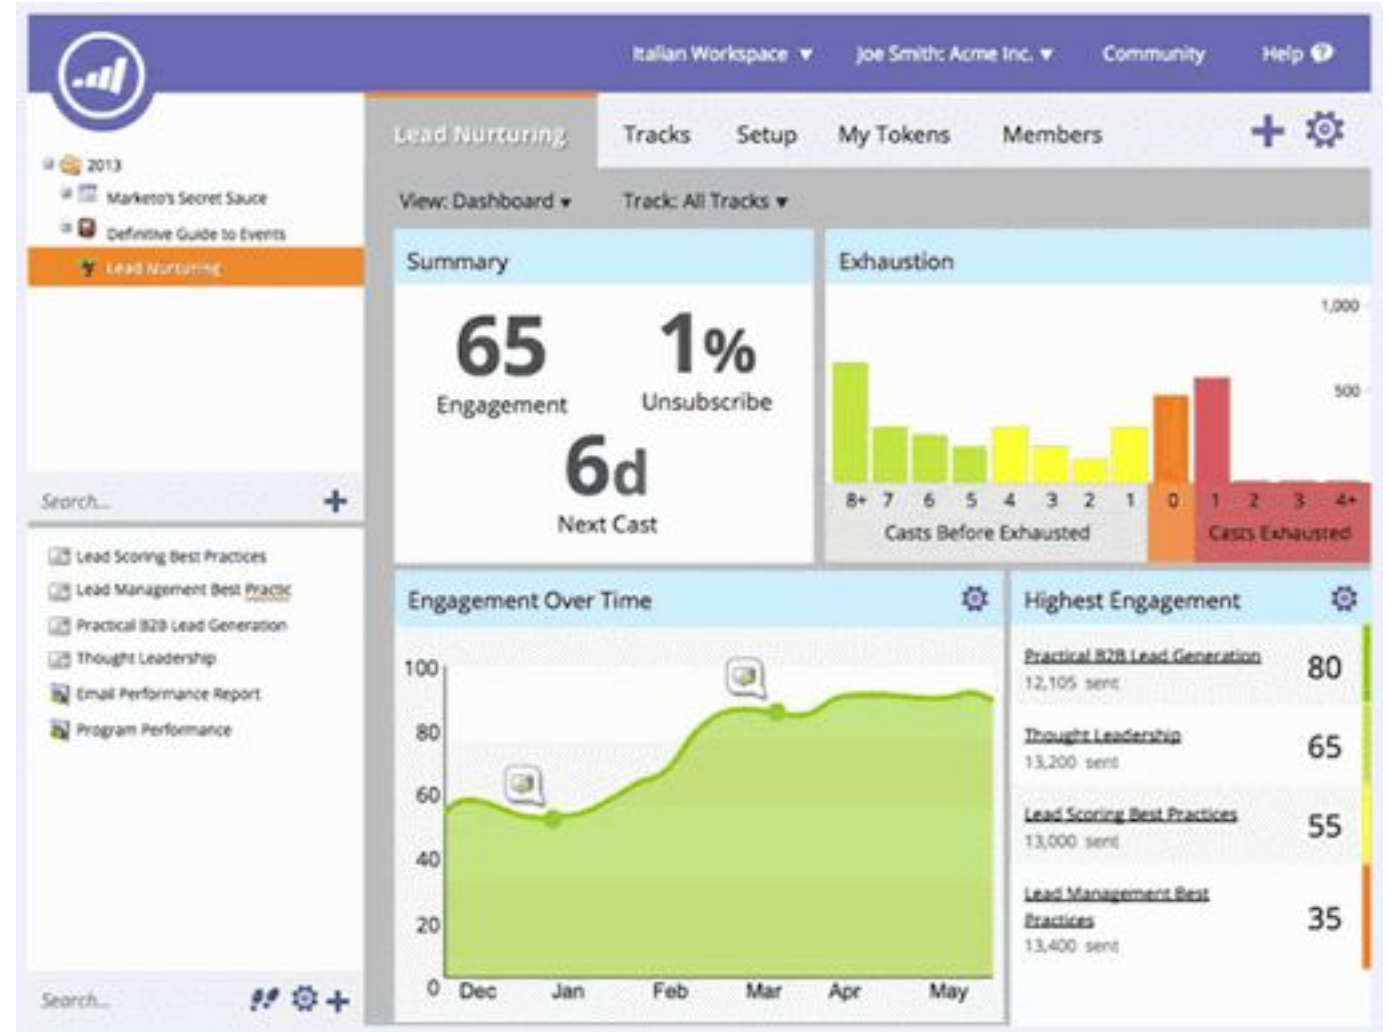 Italian Workspace ▼ Joe Smith: Acme Inc. ▼ Community Help ?
2013
Marketo's Secret Sauce
Definitive Guide to Events
Lead Nurturing
Search...
Lead Scoring Best Practices
Lead Management Best Practic
Practical B2B Lead Generation
Thought Leadership
Email Performance Report
Program Performance
Search...
Lead Nurturing Tracks Setup My Tokens Members
View: Dashboard ▾ Track: All Tracks ▾
Summary
65
Engagement
1%
Unsubscribe
6d
Next Cast
Exhaustion
1,000
500
8+ 7 6 5 4 3 2 1 0 1 2 3 4+
Casts Before Exhausted Casts Exhausted
Engagement Over Time
100
80
60
40
20
0
Dec Jan Feb Mar Apr May
Highest Engagement
Practical B2B Lead Generation 80
12,105 sent
Thought Leadership 65
13,200 sent
Lead Scoring Best Practices 55
13,000 sent
Lead Management Best
Practices 35
13,400 sent